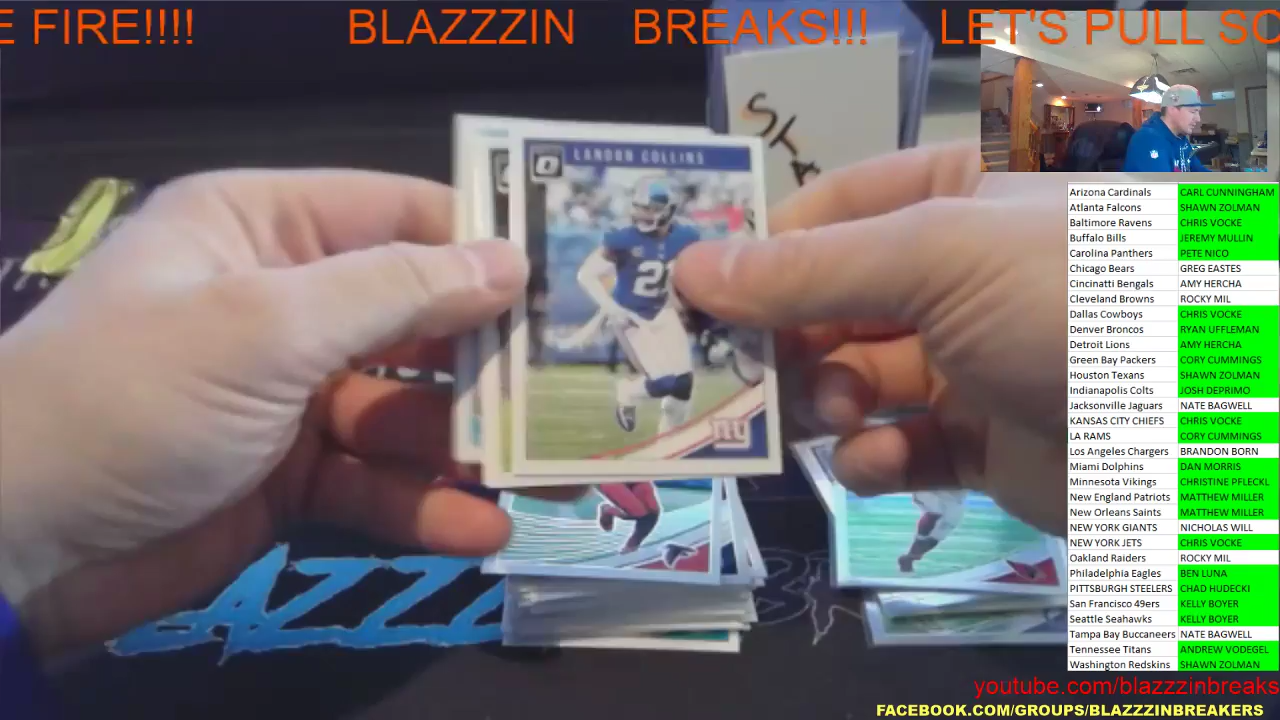 E FIRE!!!! BLAZZZIN BREAKS!!! LET'S PULL SO
LANDON COLLINS
21
NY
Arizona Cardinals CARL CUNNINGHAM
Atlanta Falcons SHAWN ZOLMAN
Baltimore Ravens CHRIS VOCKE
Buffalo Bills JEREMY MULLIN
Carolina Panthers PETE NICO
Chicago Bears GREG EASTES
Cincinatti Bengals AMY HERCHA
Cleveland Browns ROCKY MIL
Dallas Cowboys CHRIS VOCKE
Denver Broncos RYAN UFFLEMAN
Detroit Lions AMY HERCHA
Green Bay Packers CORY CUMMINGS
Houston Texans SHAWN ZOLMAN
Indianapolis Colts JOSH DEPRIMO
Jacksonville Jaguars NATE BAGWELL
KANSAS CITY CHIEFS CHRIS VOCKE
LA RAMS CORY CUMMINGS
Los Angeles Chargers BRANDON BORN
Miami Dolphins DAN MORRIS
Minnesota Vikings CHRISTINE PFLECKL
New England Patriots MATTHEW MILLER
New Orleans Saints MATTHEW MILLER
NEW YORK GIANTS NICHOLAS WILL
NEW YORK JETS CHRIS VOCKE
Oakland Raiders ROCKY MIL
Philadelphia Eagles BEN LUNA
PITTSBURGH STEELERS CHAD HUDECKI
San Francisco 49ers KELLY BOYER
Seattle Seahawks KELLY BOYER
Tampa Bay Buccaneers NATE BAGWELL
Tennessee Titans ANDREW VODEGEL
Washington Redskins SHAWN ZOLMAN
youtube.com/blazzzinbreaks
FACEBOOK.COM/GROUPS/BLAZZZINBREAKERS